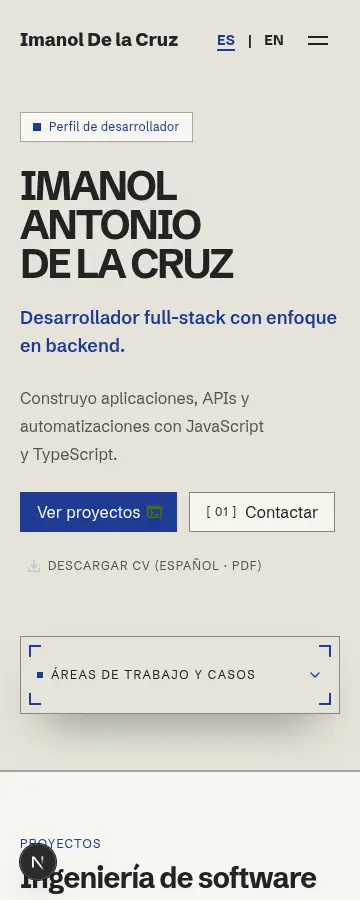 Imanol De la Cruz
ES | EN
Perfil de desarrollador
IMANOL
ANTONIO
DE LA CRUZ
Desarrollador full-stack con enfoque
en backend.
Construyo aplicaciones, APIs y
automatizaciones con JavaScript
y TypeScript.
Ver proyectos
[ 01 ] Contactar
DESCARGAR CV (ESPAÑOL · PDF)
ÁREAS DE TRABAJO Y CASOS
PROYECTOS
N
Ingeniería de software